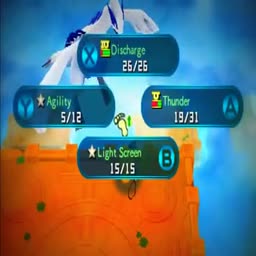 X Discharge
26/26
Y Agility
5/12
Thunder A
19/31
Light Screen
15/15 B